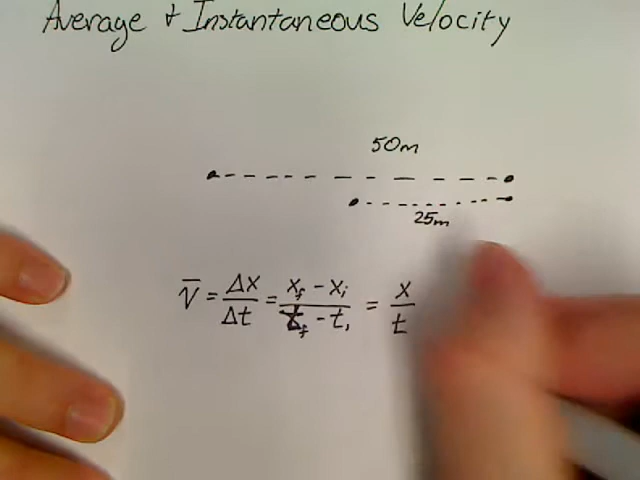 Average + Instantaneous Velocity
50m
25m
V̅ = Δx/Δt = (x_f - x_i)/(t_f - t_i) = x/t